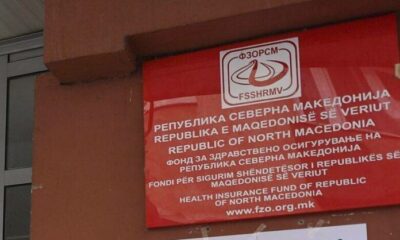 ФЗОРСМ
FSSHRMV
РЕПУБЛИКА СЕВЕРНА МАКЕДОНИЈА
REPUBLIKA E MAQEDONISË SË VERIUT
REPUBLIC OF NORTH MACEDONIA
ФОНД ЗА ЗДРАВСТВЕНО ОСИГУРУВАЊЕ НА
РЕПУБЛИКА СЕВЕРНА МАКЕДОНИЈА
FONDI PËR SIGURIM SHËNDETËSOR I REPUBLIKËS SË
MAQEDONISË SË VERIUT
HEALTH INSURANCE FUND OF REPUBLIC
OF NORTH MACEDONIA
www.fzo.org.mk